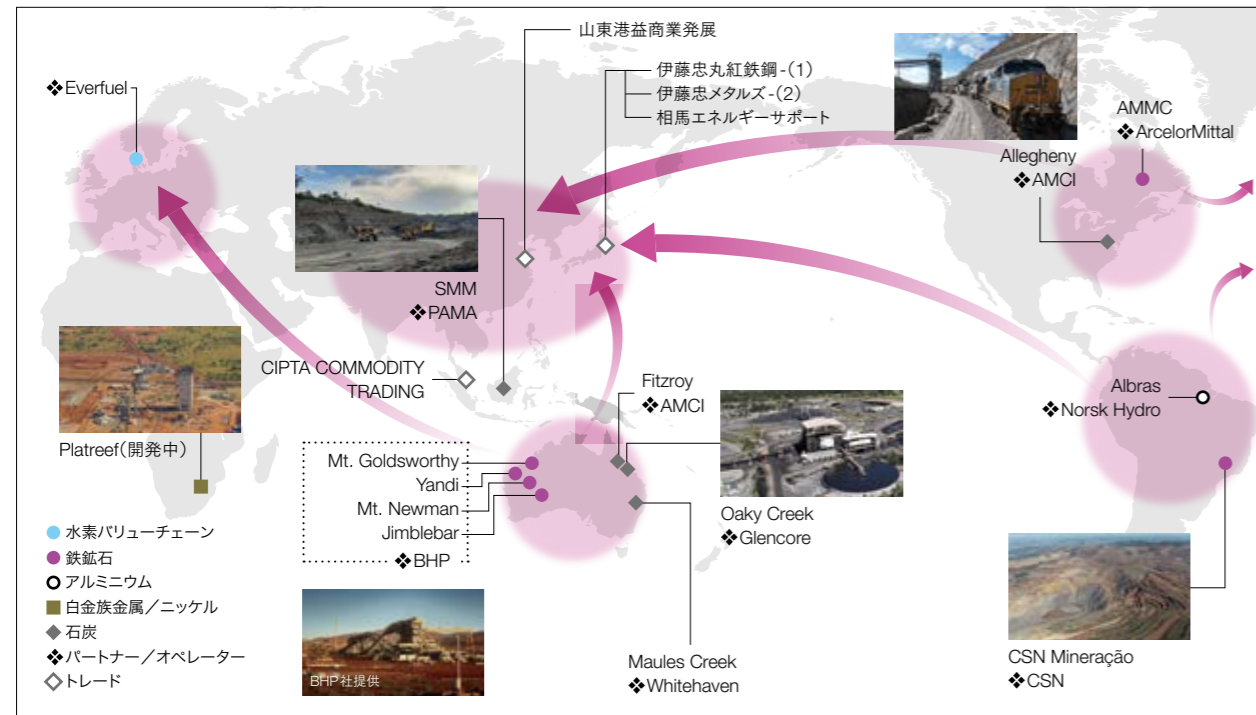 山東港益商業発展
伊藤忠丸紅鉄鋼-(1)
伊藤忠メタルズ-(2)
相馬エネルギーサポート
❖Everfuel
AMMC
❖ArcelorMittal
Allegheny
❖AMCI
SMM
❖PAMA
CIPTA COMMODITY
TRADING
Fitzroy
❖AMCI
Albras
❖Norsk Hydro
Platreef(開発中)
Mt. Goldsworthy
Yandi
Mt. Newman
Jimblebar
❖BHP
Oaky Creek
❖Glencore
水素バリューチェーン
鉄鉱石
アルミニウム
白金族金属／ニッケル
石炭
❖パートナー／オペレーター
トレード
BHP社提供
Maules Creek
❖Whitehaven
CSN Mineração
❖CSN